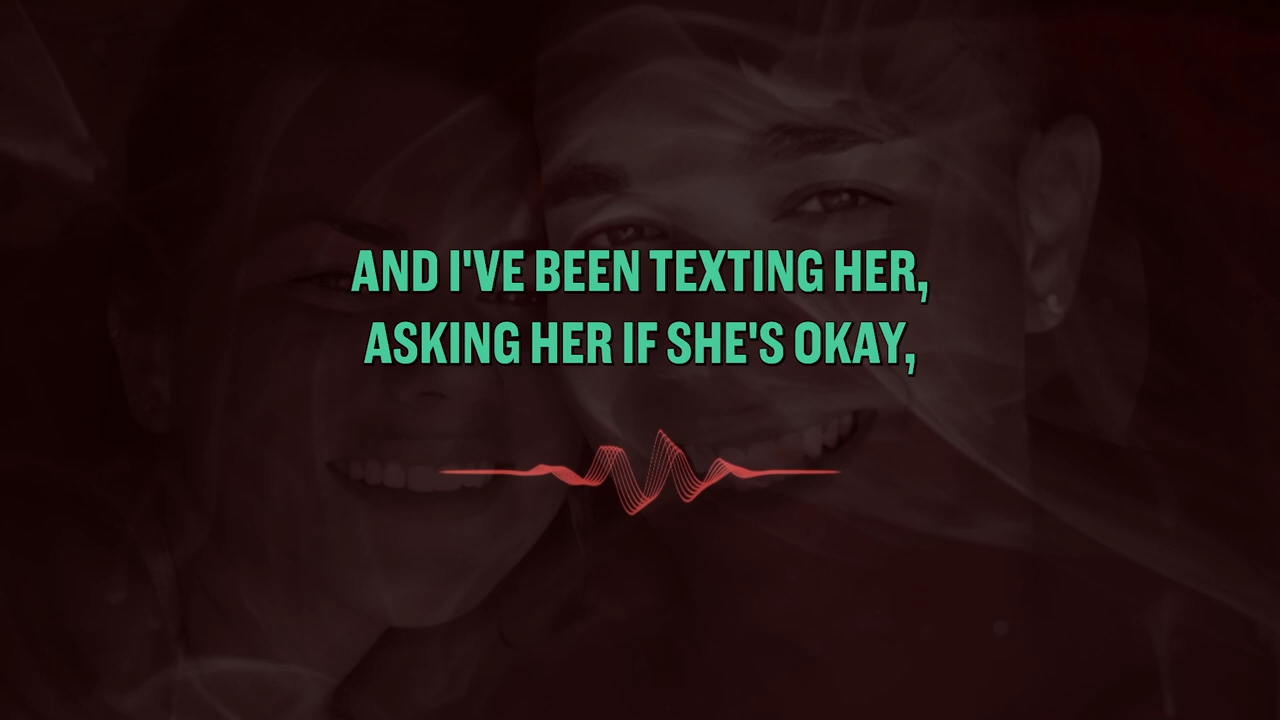 AND I'VE BEEN TEXTING HER,
ASKING HER IF SHE'S OKAY,